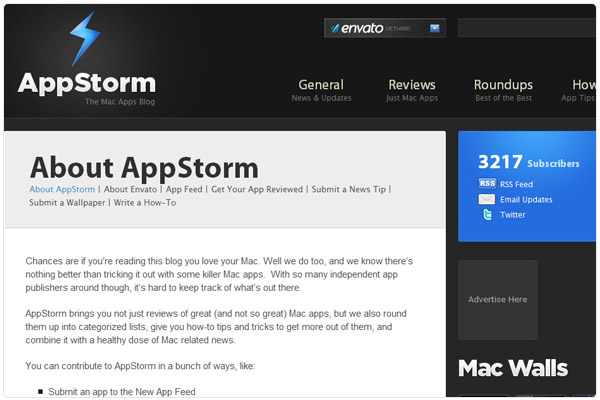 AppStorm
The Mac Apps Blog
envato NETWORK
General
News & Updates
Reviews
Just Mac Apps
Roundups
Best of the Best
How
App Tips
About AppStorm
About AppStorm | About Envato | App Feed | Get Your App Reviewed | Submit a News Tip |
Submit a Wallpaper | Write a How-To
3217 Subscribers
RSS RSS Feed
Email Updates
Twitter
Chances are if you're reading this blog you love your Mac. Well we do too, and we know there's
nothing better than tricking it out with some killer Mac apps. With so many independent app
publishers around though, it's hard to keep track of what's out there.
AppStorm brings you not just reviews of great (and not so great) Mac apps, but we also round
them up into categorized lists, give you how-to tips and tricks to get more out of them, and
combine it with a healthy dose of Mac related news.
You can contribute to AppStorm in a bunch of ways, like:
■ Submit an app to the New App Feed
Advertise Here
Mac Walls